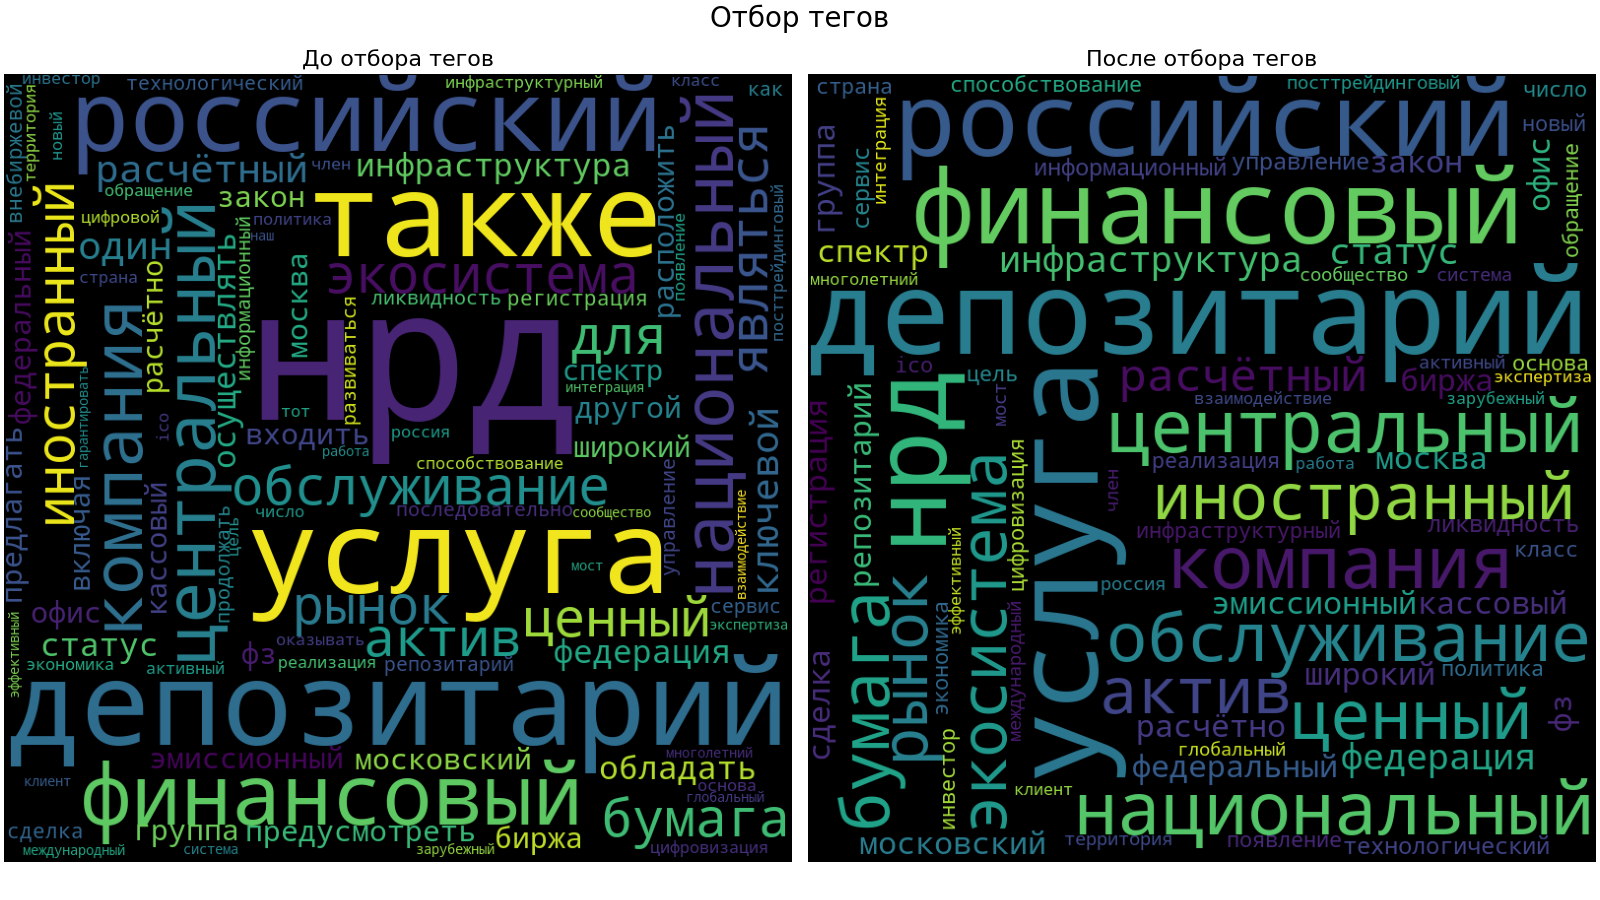 Отбор тегов
До отбора тегов
инвестор
технологический
инфраструктурный
класс
как
российский
внебиржевой
территория
новый
расчётный
член
инфраструктура
национальный
расположить
являться
обращение
закон
также
цифровой
политика
наш
иностранный
центральный
один
осуществлять
информационный
москва
экосистема
появление
посттрейдинговый
федеральный
страна
расчётно
ликвидность
регистрация
компания
нрд
развиваться
для
спектр
интеграция
гарантировать
ico
тот
другой
входить
россия
работа
широкий
ключевой
предлагать
включая
кассовый
способствование
обслуживание
управление
число
последовательно
сообщество
взаимодействие
продолжать
цель
услуга
мост
офис
рынок
ценный
сервис
экспертиза
эффективный
статус
оказывать
актив
федерация
экономика
активный
фз
реализация
репозитарий
депозитарий
эмиссионный
московский
многолетний
клиент
финансовый
обладать
основа
глобальный
сделка
группа
предусмотреть
биржа
бумага
международный
система
зарубежный
цифровизация
После отбора тегов
страна
способствование
посттрейдинговый
число
российский
новый
группа
сервис
интеграция
информационный
управление
закон
офис
обращение
финансовый
спектр
инфраструктура
статус
многолетний
сообщество
система
депозитарий
ico
цель
активный
основа
расчётный
биржа
экспертиза
мост
взаимодействие
зарубежный
регистрация
репозитарий
нрд
центральный
реализация
работа
москва
экосистема
цифровизация
член
услуга
иностранный
инфраструктурный
ликвидность
эффективный
компания
класс
россия
бумага
рынок
экономика
международный
эмиссионный
кассовый
обслуживание
сделка
широкий
политика
актив
расчётно
ценный
фз
глобальный
инвестор
федеральный
федерация
клиент
национальный
московский
территория
появление
технологический